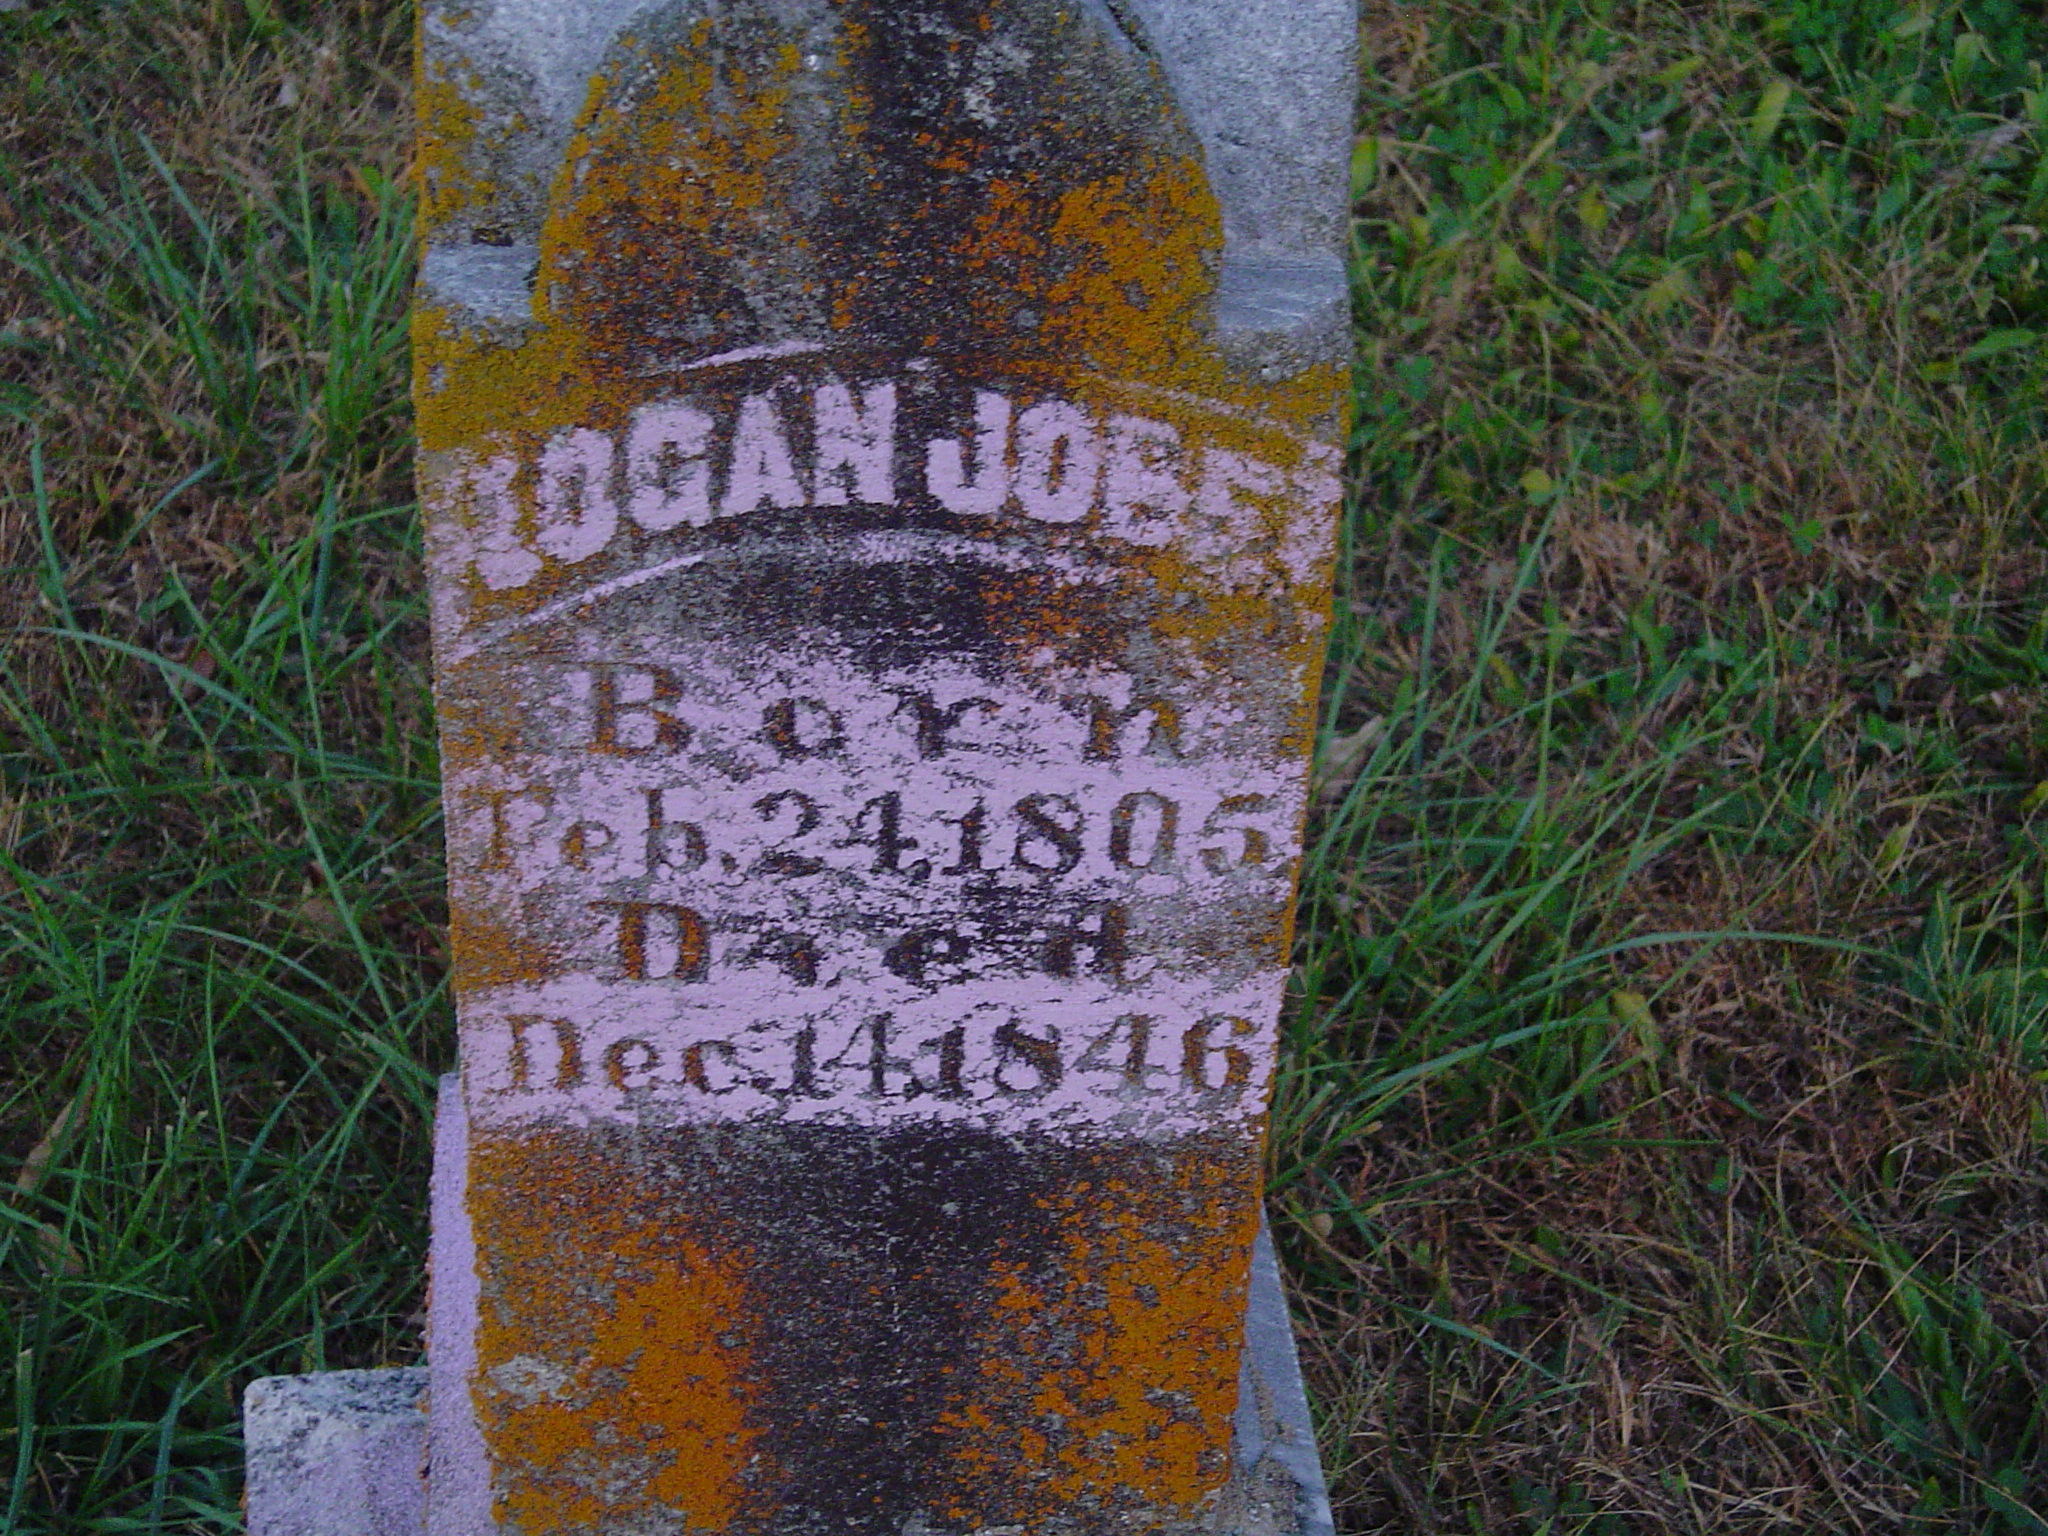 Born
Feb. 24, 1805
Died
Dec. 14, 1846